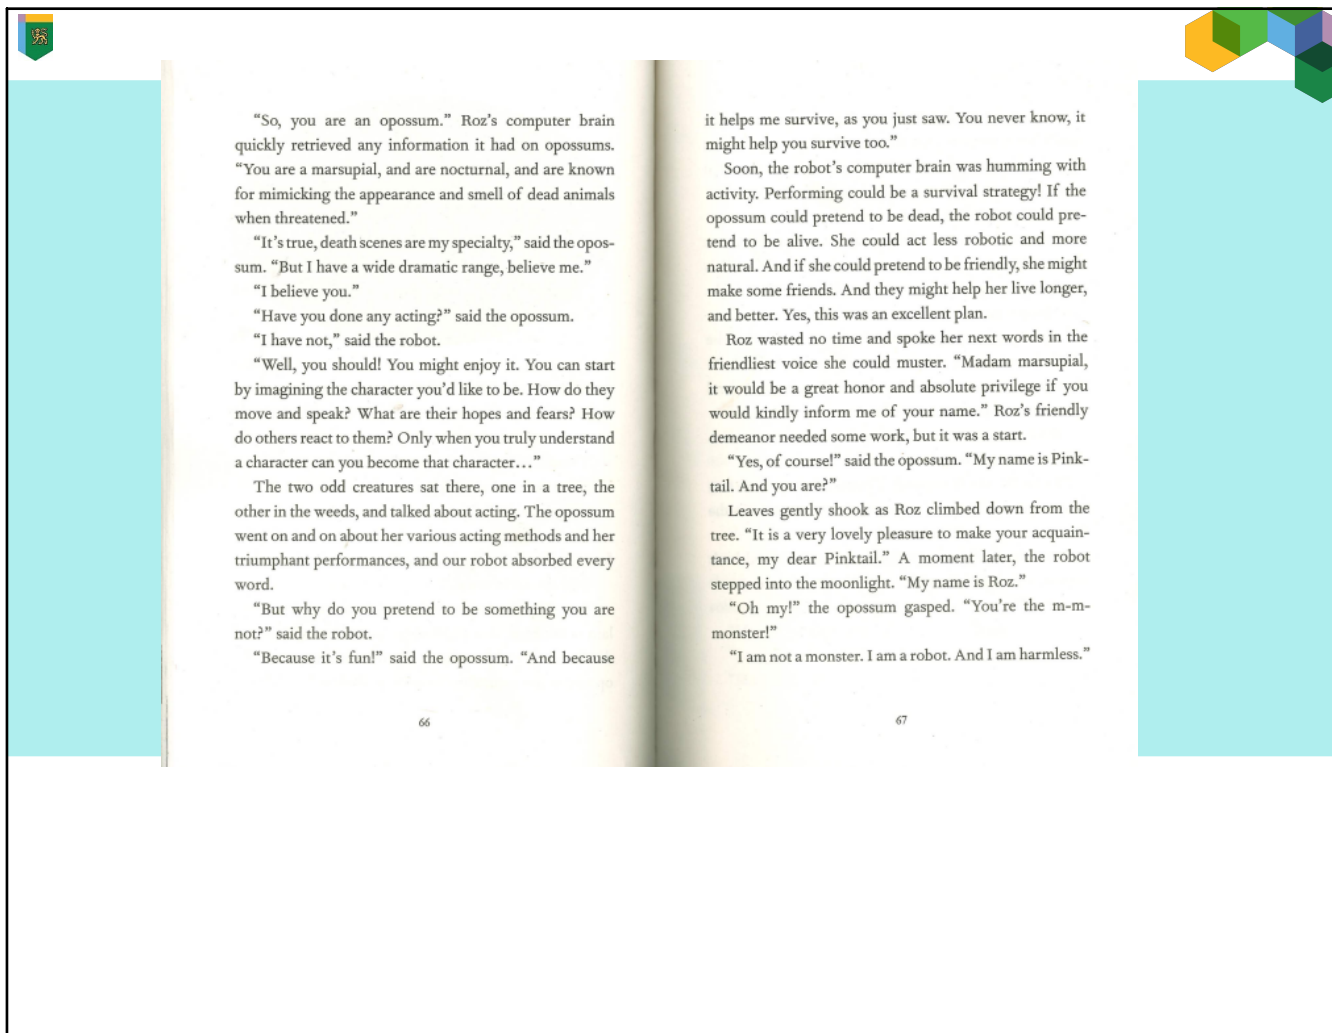 “So, you are an opossum.” Roz’s computer brain
quickly retrieved any information it had on opossums.
“You are a marsupial, and are nocturnal, and are known
for mimicking the appearance and smell of dead animals
when threatened.”
“It’s true, death scenes are my specialty,” said the opos-
sum. “But I have a wide dramatic range, believe me.”
“I believe you.”
“Have you done any acting?” said the opossum.
“I have not,” said the robot.
“Well, you should! You might enjoy it. You can start
by imagining the character you’d like to be. How do they
move and speak? What are their hopes and fears? How
do others react to them? Only when you truly understand
a character can you become that character…”
The two odd creatures sat there, one in a tree, the
other in the weeds, and talked about acting. The opossum
went on and on about her various acting methods and her
triumphant performances, and our robot absorbed every
word.
“But why do you pretend to be something you are
not?” said the robot.
“Because it’s fun!” said the opossum. “And because
66
it helps me survive, as you just saw. You never know, it
might help you survive too.”
Soon, the robot’s computer brain was humming with
activity. Performing could be a survival strategy! If the
opossum could pretend to be dead, the robot could pre-
tend to be alive. She could act less robotic and more
natural. And if she could pretend to be friendly, she might
make some friends. And they might help her live longer,
and better. Yes, this was an excellent plan.
Roz wasted no time and spoke her next words in the
friendliest voice she could muster. “Madam marsupial,
it would be a great honor and absolute privilege if you
would kindly inform me of your name.” Roz’s friendly
demeanor needed some work, but it was a start.
“Yes, of course!” said the opossum. “My name is Pink-
tail. And you are?”
Leaves gently shook as Roz climbed down from the
tree. “It is a very lovely pleasure to make your acquain-
tance, my dear Pinktail.” A moment later, the robot
stepped into the moonlight. “My name is Roz.”
“Oh my!” the opossum gasped. “You’re the m-m-
monster!”
“I am not a monster. I am a robot. And I am harmless.”
67